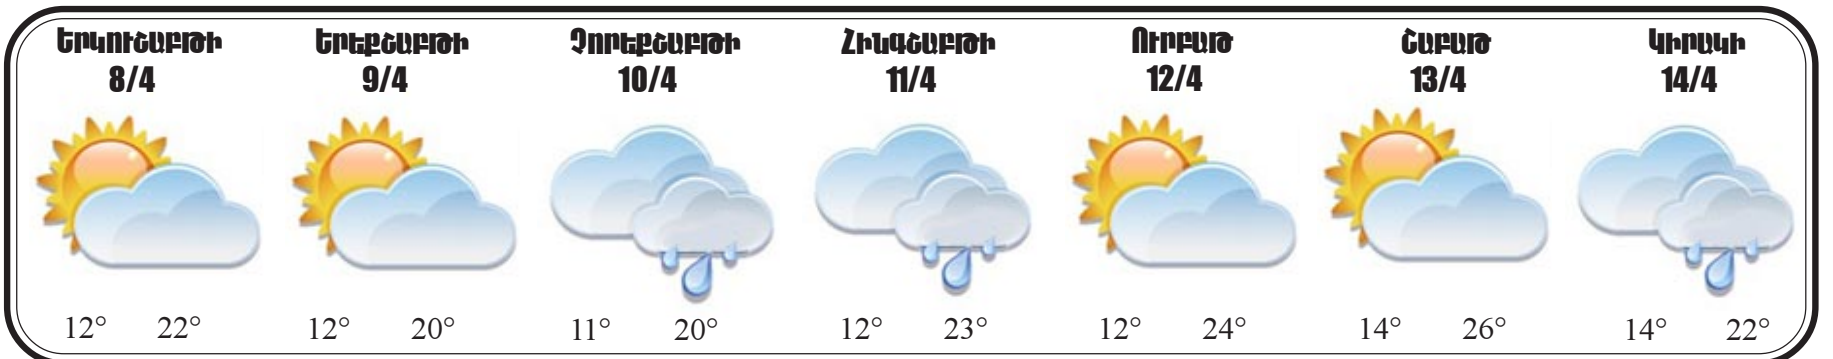 Երկուշաբթի Երեքշաբթի Չորեքշաբթի Հինգշաբթի Ուրբաթ Շաբաթ Կիրակի
8/4 9/4 10/4 11/4 12/4 13/4 14/4
12° 22° 12° 20° 11° 20° 12° 23° 12° 24° 14° 26° 14° 22°